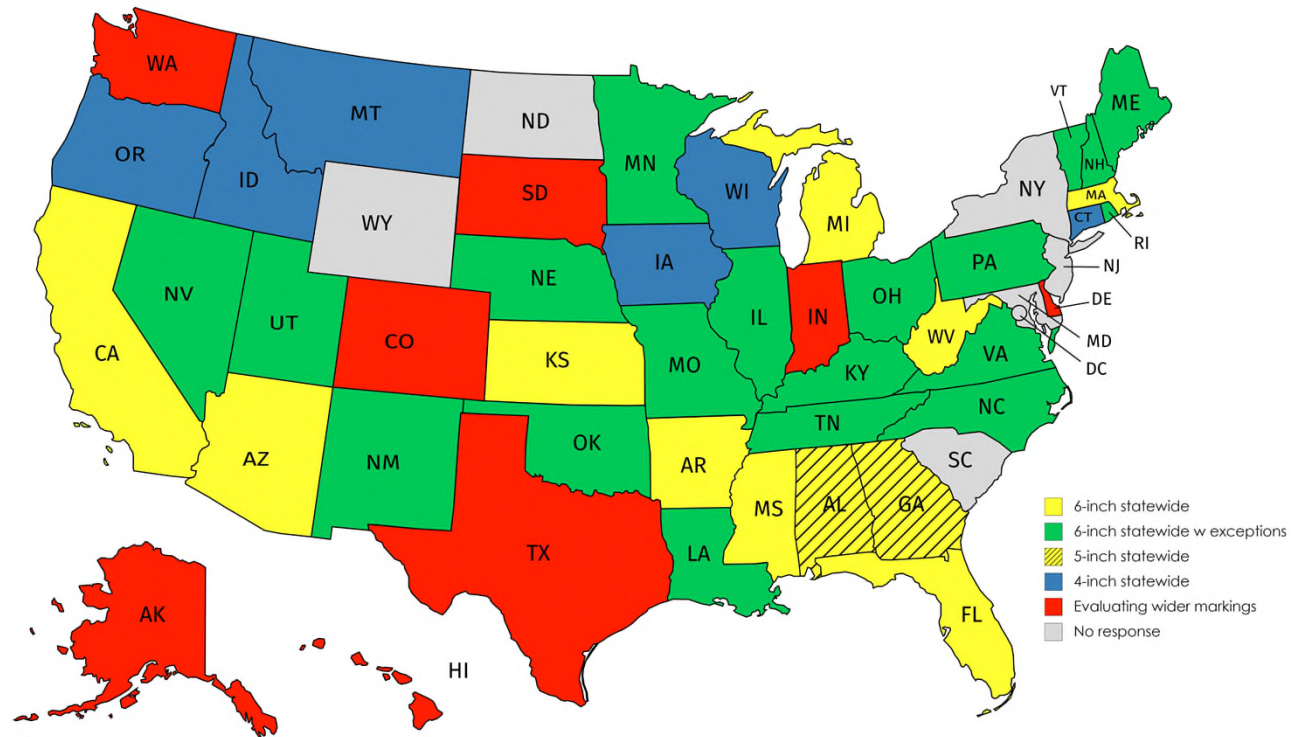 WA
MT
ND
MN
VT
ME
OR
ID
SD
WI
NH
NY
MA
WY
MI
CT
RI
IA
NE
PA
NJ
NV
UT
CO
IL
IN
OH
DE
CA
KS
MO
WV
VA
MD
KY
DC
AZ
NM
OK
TN
NC
AR
SC
MS
AL
GA
TX
LA
FL
AK
HI
6-inch statewide
6-inch statewide w exceptions
5-inch statewide
4-inch statewide
Evaluating wider markings
No response